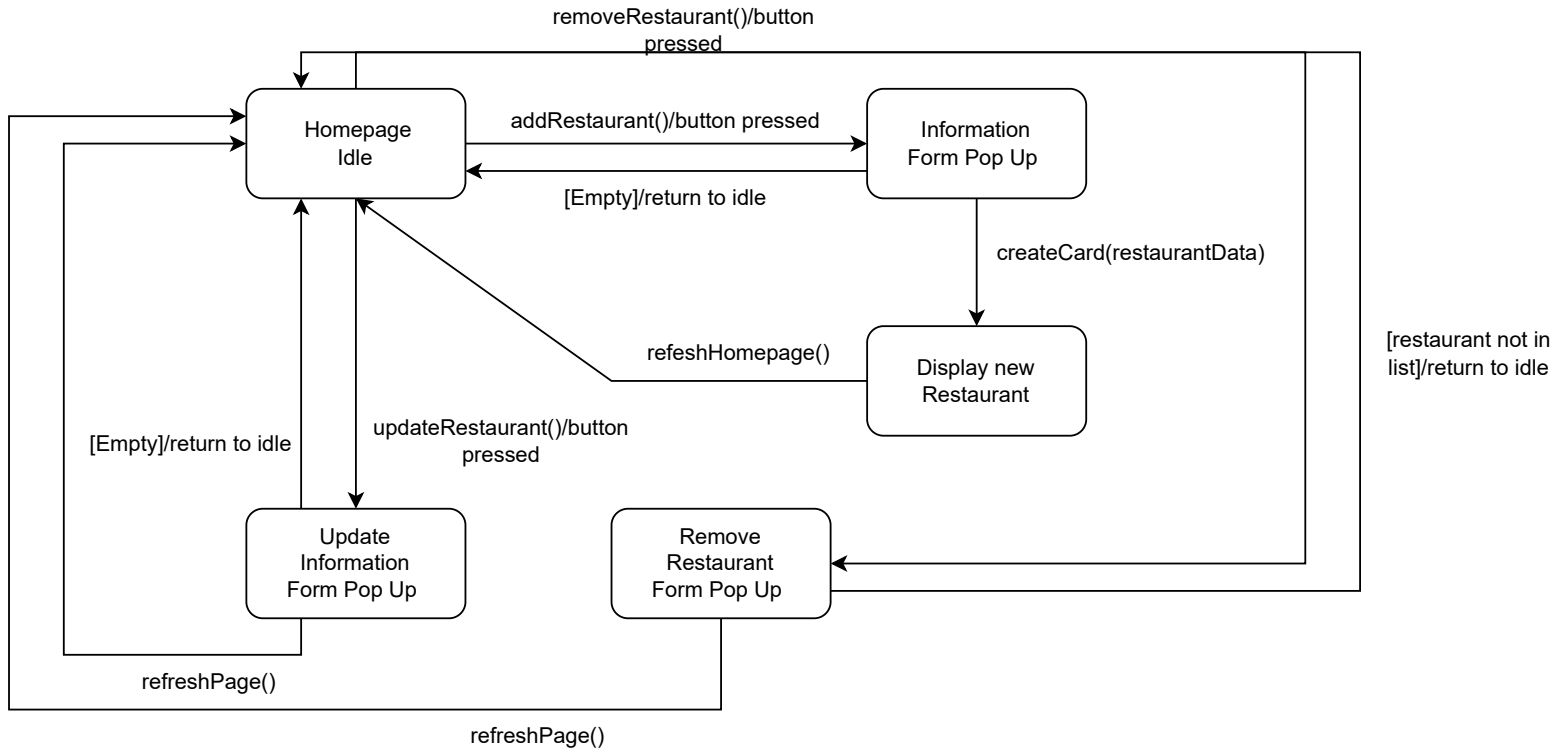 removeRestaurant()/button
pressed
Homepage
Idle
addRestaurant()/button pressed
Information
Form Pop Up
[Empty]/return to idle
createCard(restaurantData)
[restaurant not in
list]/return to idle
refeshHomepage()
Display new
Restaurant
[Empty]/return to idle
updateRestaurant()/button
pressed
Update
Information
Form Pop Up
Remove
Restaurant
Form Pop Up
refreshPage()
refreshPage()